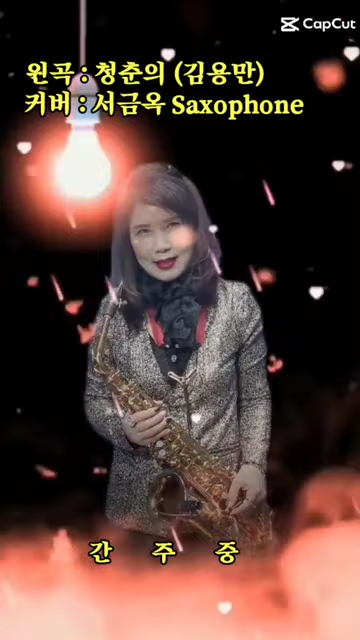 CapCut
원곡 : 청춘의 (김용만)
커버 : 서금옥 Saxophone
간 주 중